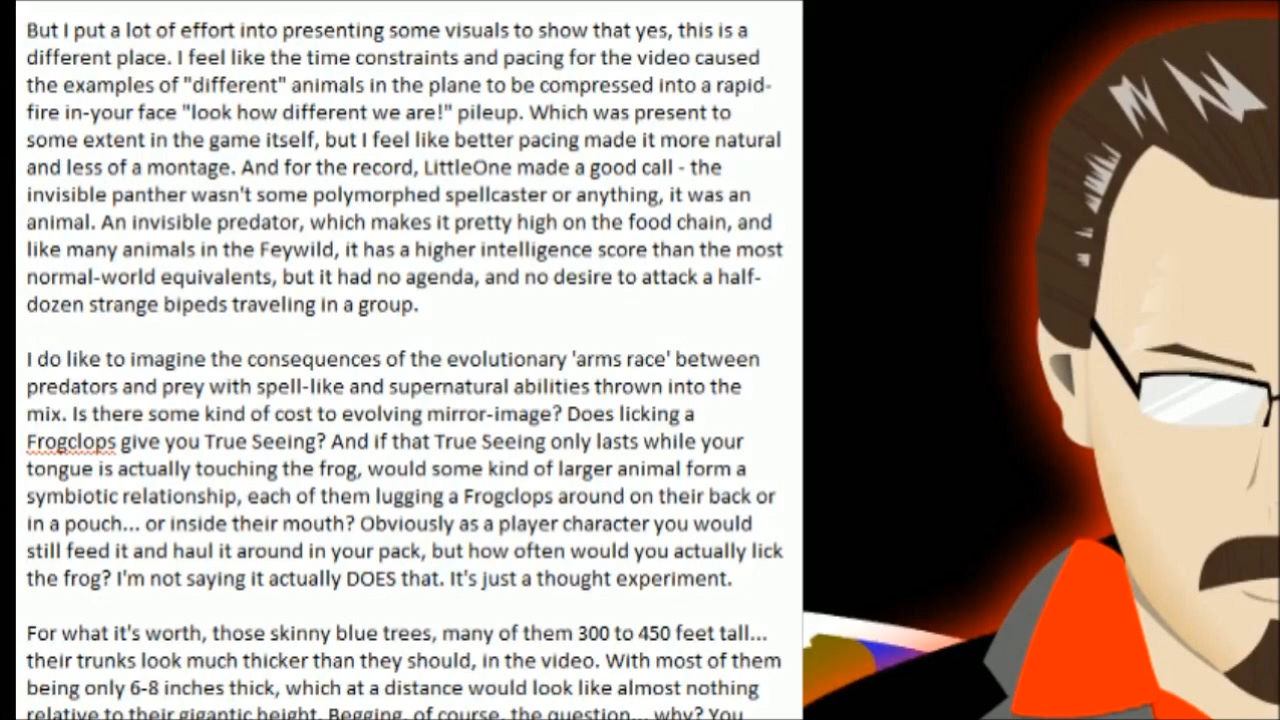 But I put a lot of effort into presenting some visuals to show that yes, this is a
different place. I feel like the time constraints and pacing for the video caused
the examples of "different" animals in the plane to be compressed into a rapid-
fire in-your face "look how different we are!" pileup. Which was present to
some extent in the game itself, but I feel like better pacing made it more natural
and less of a montage. And for the record, LittleOne made a good call - the
invisible panther wasn't some polymorphed spellcaster or anything, it was an
animal. An invisible predator, which makes it pretty high on the food chain, and
like many animals in the Feywild, it has a higher intelligence score than the most
normal-world equivalents, but it had no agenda, and no desire to attack a half-
dozen strange bipeds traveling in a group.
I do like to imagine the consequences of the evolutionary 'arms race' between
predators and prey with spell-like and supernatural abilities thrown into the
mix. Is there some kind of cost to evolving mirror-image? Does licking a
Frogclops give you True Seeing? And if that True Seeing only lasts while your
tongue is actually touching the frog, would some kind of larger animal form a
symbiotic relationship, each of them lugging a Frogclops around on their back or
in a pouch... or inside their mouth? Obviously as a player character you would
still feed it and haul it around in your pack, but how often would you actually lick
the frog? I'm not saying it actually DOES that. It's just a thought experiment.
For what it's worth, those skinny blue trees, many of them 300 to 450 feet tall...
their trunks look much thicker than they should, in the video. With most of them
being only 6-8 inches thick, which at a distance would look like almost nothing
relative to their gigantic height. Begging, of course, the question... why? You